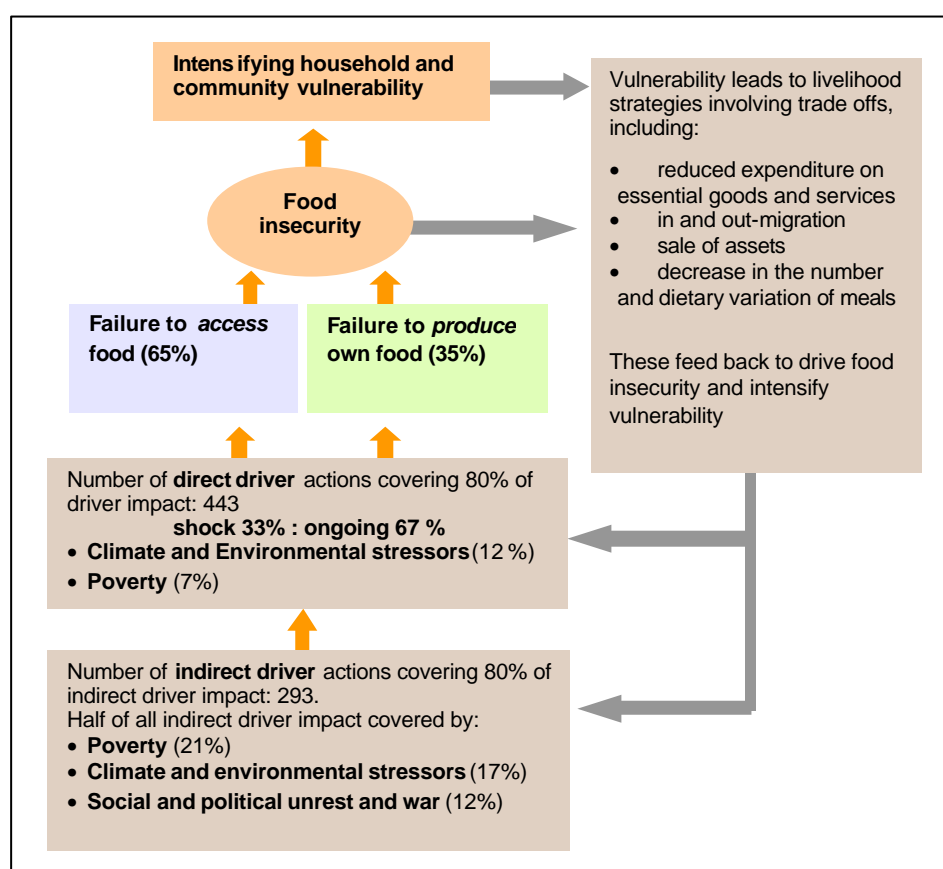 Intens ifying household and
community vulnerability
Food
insecurity
Failure to access
food (65%)
Failure to produce
own food (35%)
Number of direct driver actions covering 80% of
driver impact: 443
shock 33% : ongoing 67 %
• Climate and Environmental stressors (12 %)
• Poverty (7%)
Number of indirect driver actions covering 80% of
indirect driver impact: 293.
Half of all indirect driver impact covered by:
• Poverty (21%)
• Climate and environmental stressors (17%)
• Social and political unrest and war (12%)
Vulnerability leads to livelihood
strategies involving trade offs,
including:
• reduced expenditure on
essential goods and services
• in and out-migration
• sale of assets
• decrease in the number
and dietary variation of meals
These feed back to drive food
insecurity and intensify
vulnerability